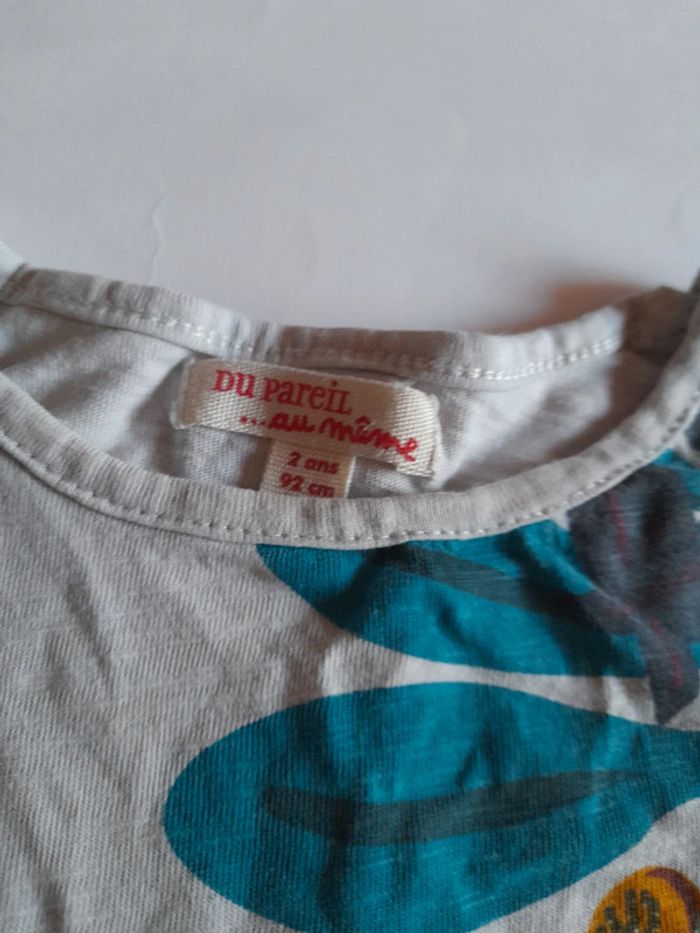 DU PAREIL
...au même
2 ans
92 cm